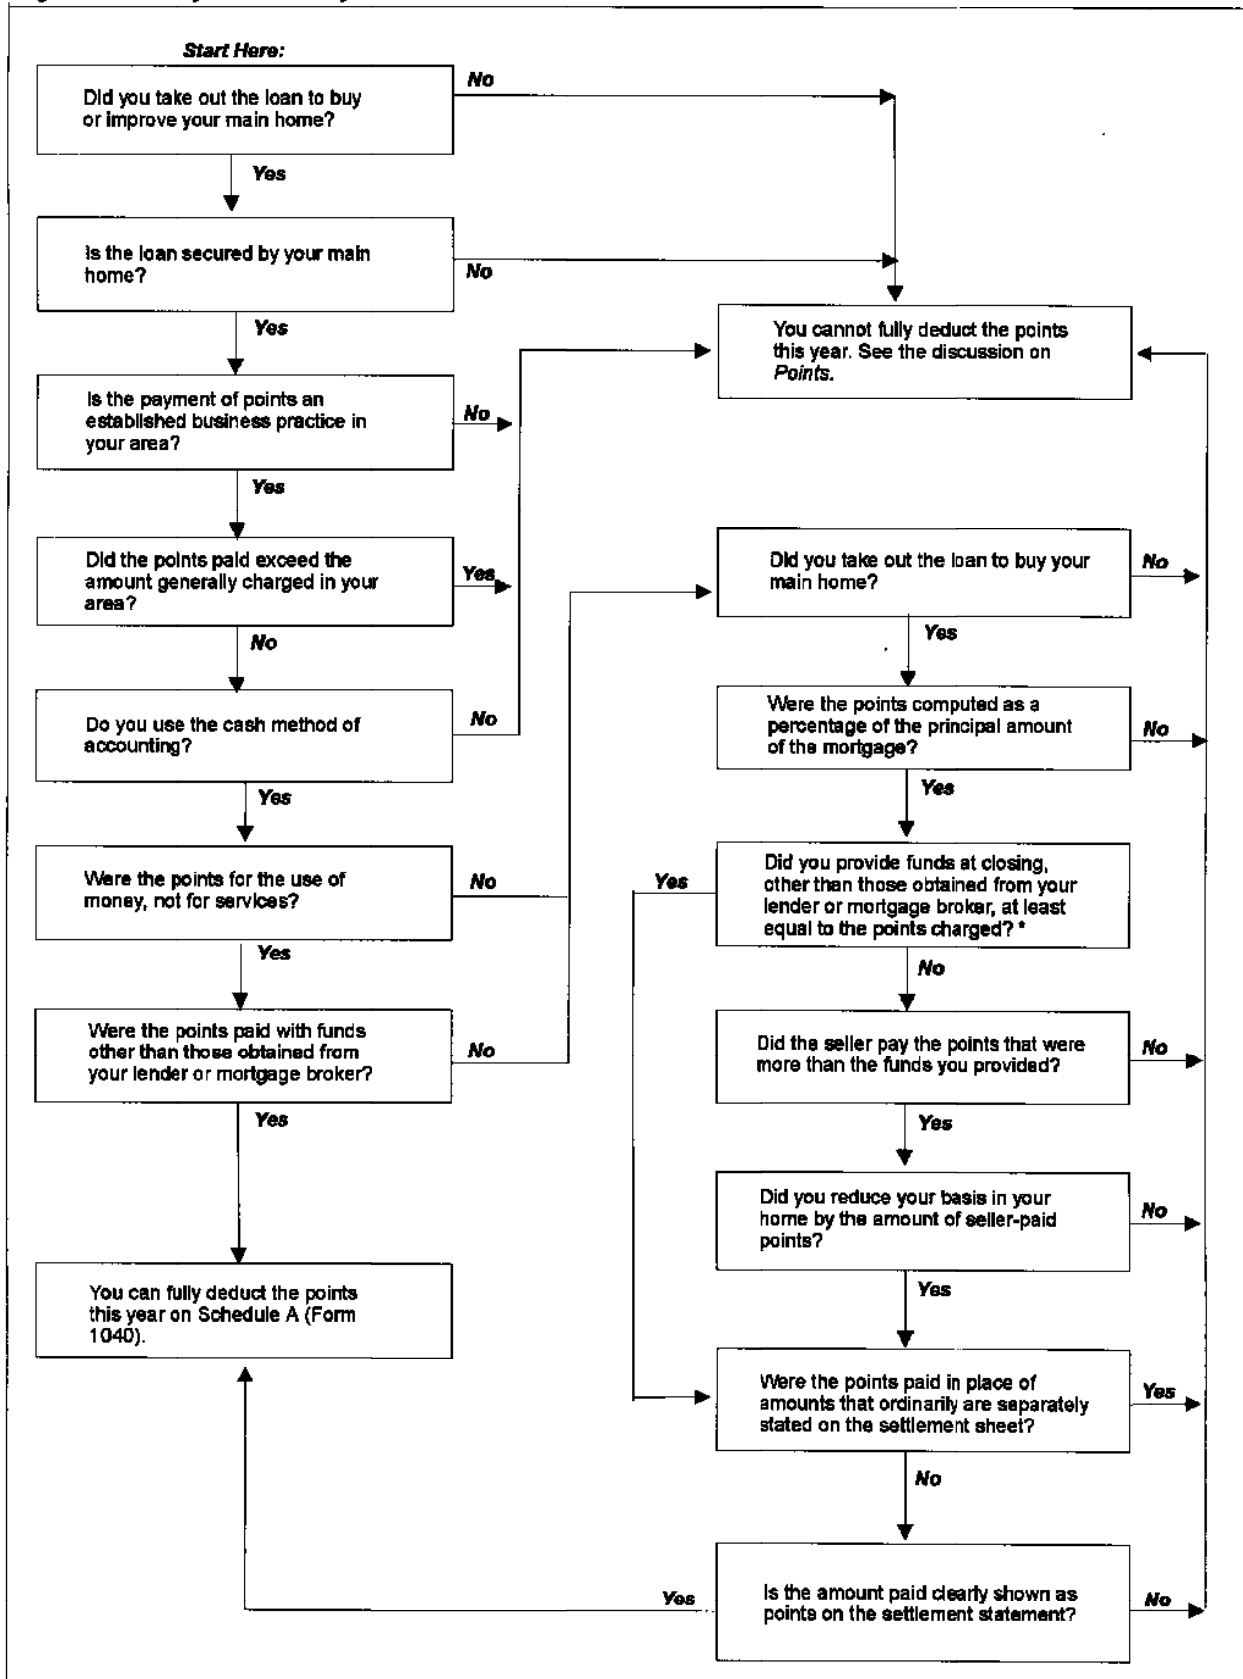 Start Here:
Did you take out the loan to buy
or improve your main home?
No
Yes
Is the loan secured by your main
home?
No
Yes
You cannot fully deduct the points
this year. See the discussion on
Points.
Is the payment of points an
established business practice in
your area?
No
Yes
Did the points paid exceed the
amount generally charged in your
area?
Yes
No
Do you use the cash method of
accounting?
No
Yes
Were the points for the use of
money, not for services?
No
Yes
Were the points paid with funds
other than those obtained from
your lender or mortgage broker?
No
Yes
You can fully deduct the points
this year on Schedule A (Form
1040).
Did you take out the loan to buy your
main home?
No
Yes
Were the points computed as a
percentage of the principal amount
of the mortgage?
No
Yes
Did you provide funds at closing,
other than those obtained from your
lender or mortgage broker, at least
equal to the points charged? *
Yes
No
Did the seller pay the points that were
more than the funds you provided?
No
Yes
Did you reduce your basis in your
home by the amount of seller-paid
points?
No
Yes
Were the points paid in place of
amounts that ordinarily are separately
stated on the settlement sheet?
Yes
No
Is the amount paid clearly shown as
points on the settlement statement?
Yes
No